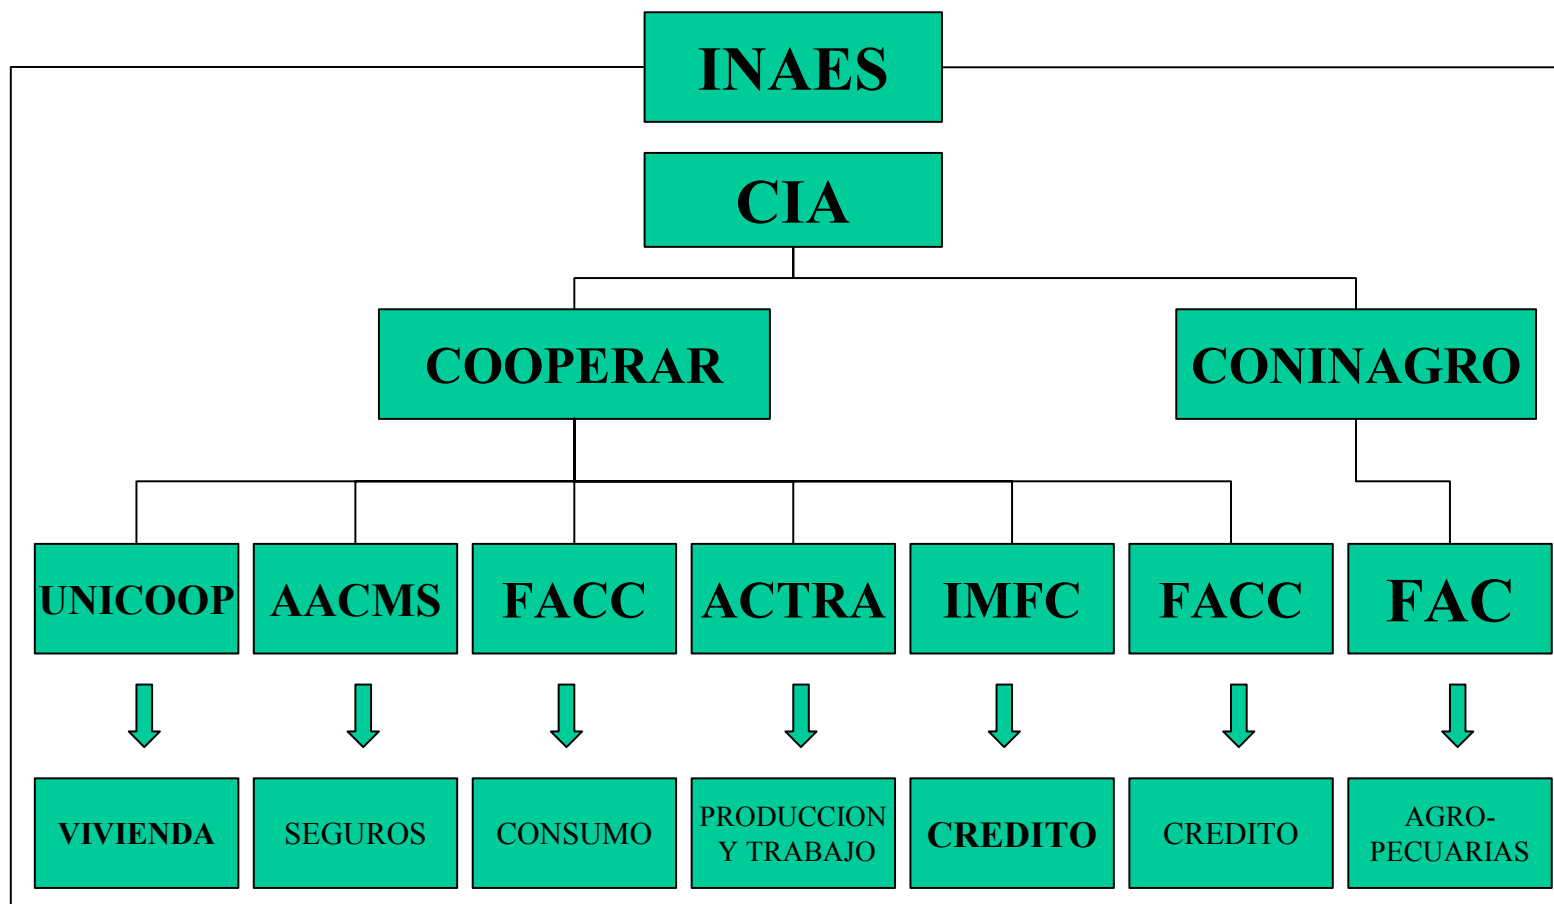 INAES
CIA
COOPERAR
CONINAGRO
UNICOOP
AACMS
FACC
ACTRA
IMFC
FACC
FAC
VIVIENDA
SEGUROS
CONSUMO
PRODUCCION
Y TRABAJO
CREDITO
CREDITO
AGRO-
PECUARIAS